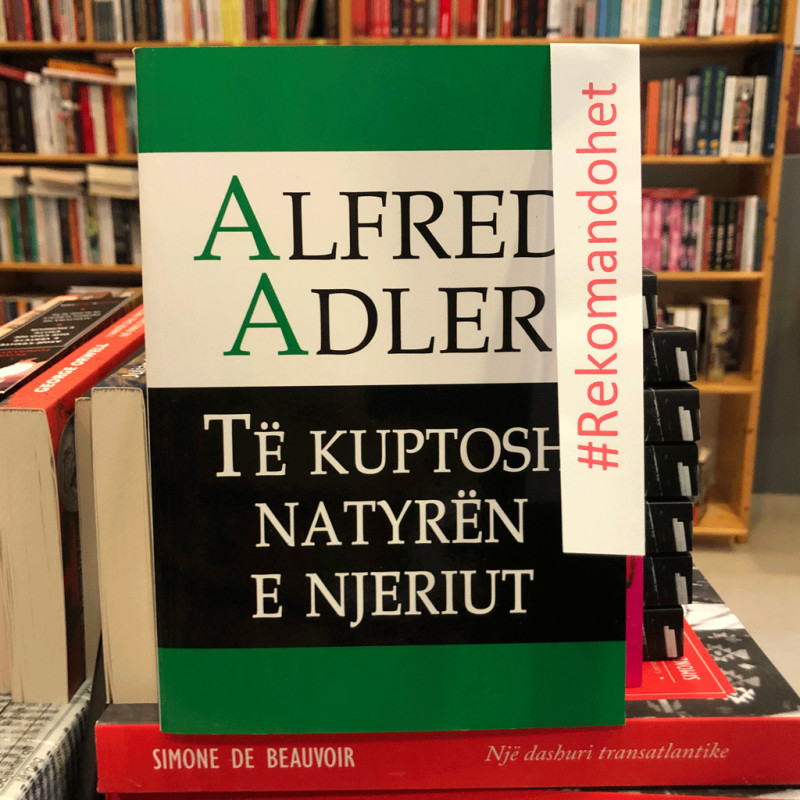 ALFRED
ADLER
TË KUPTOSH
NATYRËN
E NJERIUT
#Rekomandohet
GEORGE ORWELL
SIMONE DE BEAUVOIR
Një dashuri transatlantike